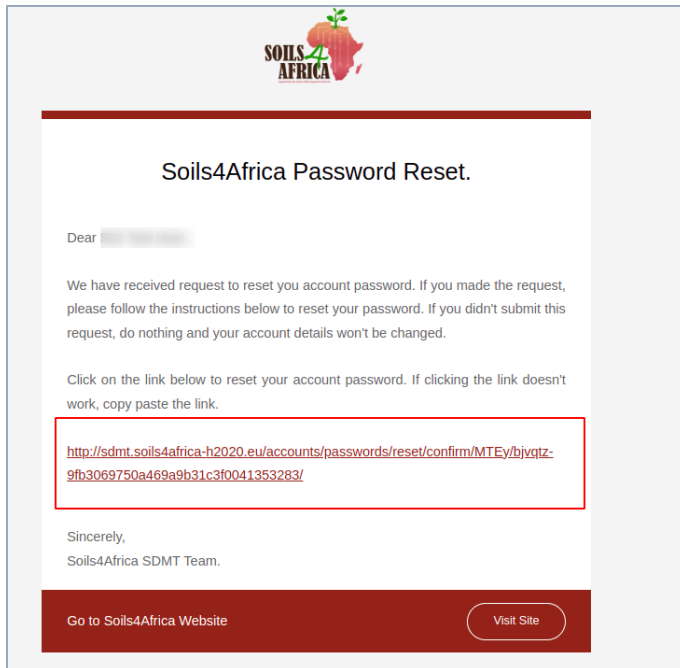 SOILS4
AFRICA
Soils4Africa Password Reset.
Dear
We have received request to reset you account password. If you made the request,
please follow the instructions below to reset your password. If you didn't submit this
request, do nothing and your account details won't be changed.
Click on the link below to reset your account password. If clicking the link doesn't
work, copy paste the link.
http://sdmt.soils4africa-h2020.eu/accounts/passwords/reset/confirm/MTEy/bjvqtz-
9fb3069750a469a9b31c3f0041353283/
Sincerely,
Soils4Africa SDMT Team.
Go to Soils4Africa Website
Visit Site